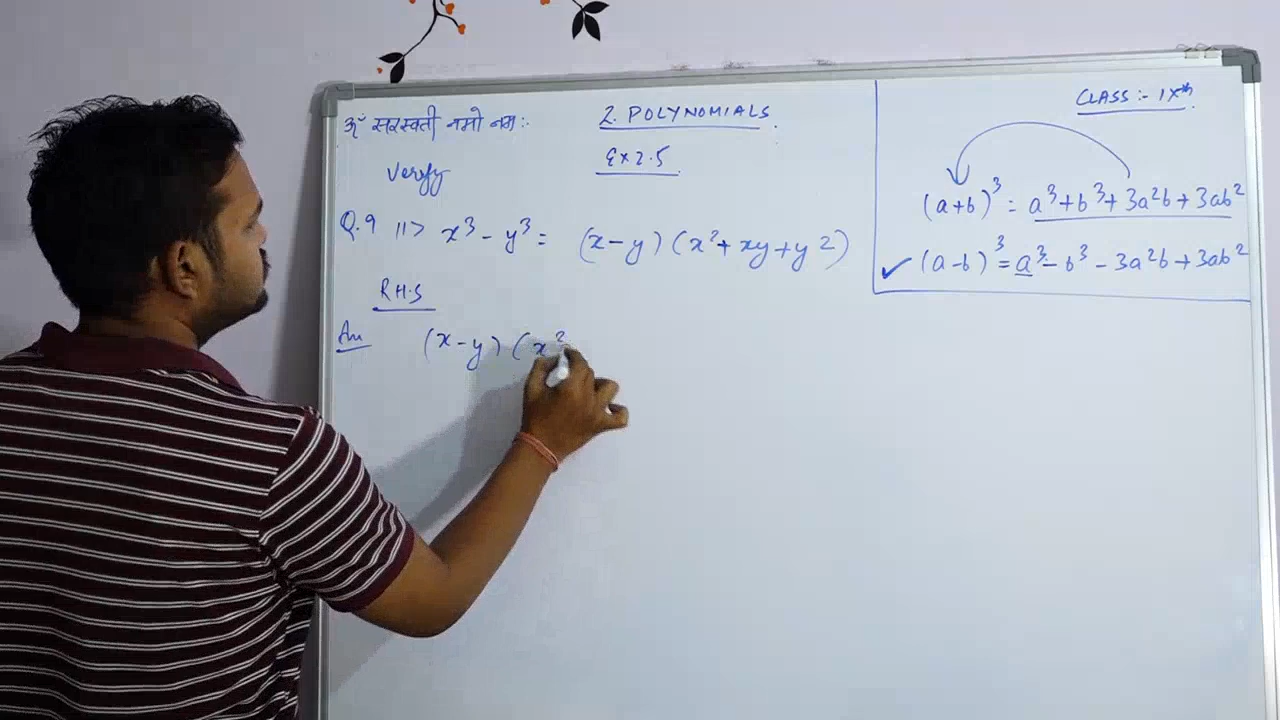 ॐ सरस्वती नमो नमः:
2. POLYNOMIALS
CLASS:- IXth
Verify
Ex 2.5
(a+b)³ = a³+b³+3a²b+3ab²
Q.9 ii> x³-y³ = (x-y)(x²+xy+y2)
(a-b)³ = a³-b³-3a²b+3ab²
R.H.S
Au (x-y)(x²